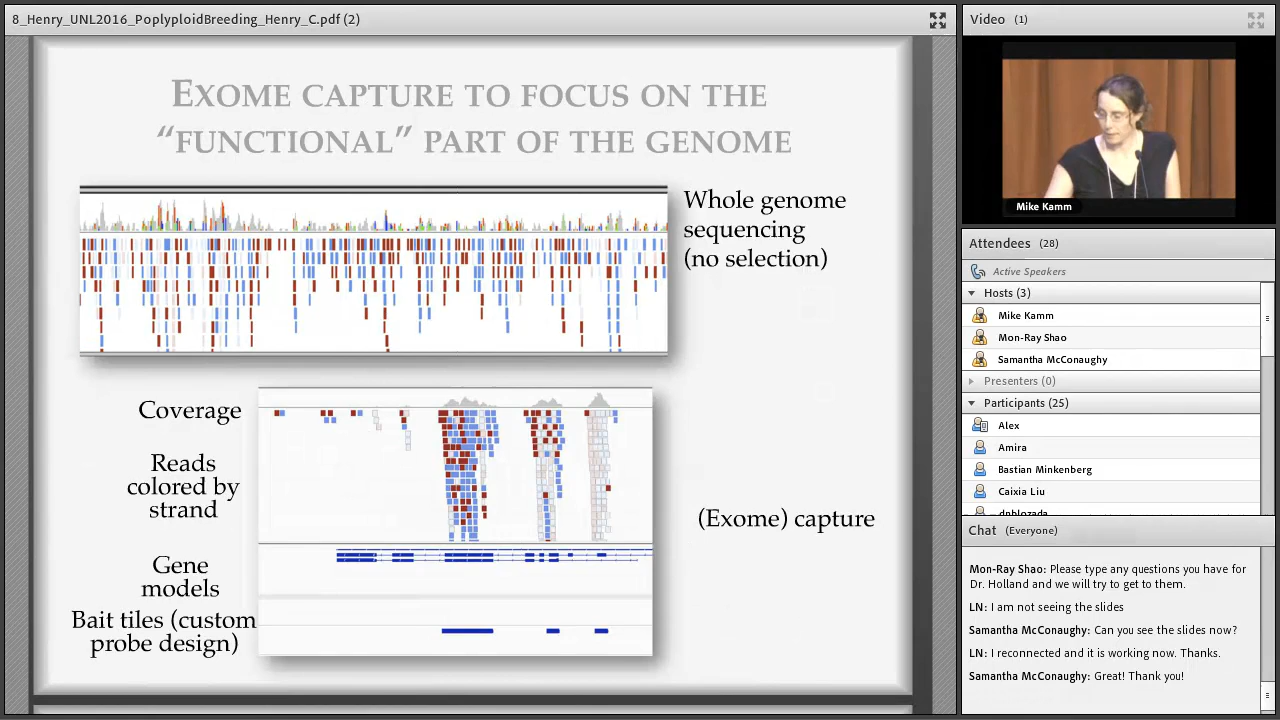 8_Henry_UNL2016_PoplyploidBreeding_Henry_C.pdf (2)
EXOME CAPTURE TO FOCUS ON THE
“FUNCTIONAL” PART OF THE GENOME
Whole genome
sequencing
(no selection)
Coverage
Reads
colored by
strand
Gene
models
Bait tiles (custom
probe design)
(Exome) capture
Video (1)
Mike Kamm
Attendees (28)
Active Speakers
Hosts (3)
Mike Kamm
Mon-Ray Shao
Samantha McConaughy
Presenters (0)
Participants (25)
Alex
Amira
Bastian Minkenberg
Caixia Liu
dnblozada
Chat (Everyone)
Mon-Ray Shao: Please type any questions you have for
Dr. Holland and we will try to get to them.
LN: I am not seeing the slides
Samantha McConaughy: Can you see the slides now?
LN: I reconnected and it is working now. Thanks.
Samantha McConaughy: Great! Thank you!